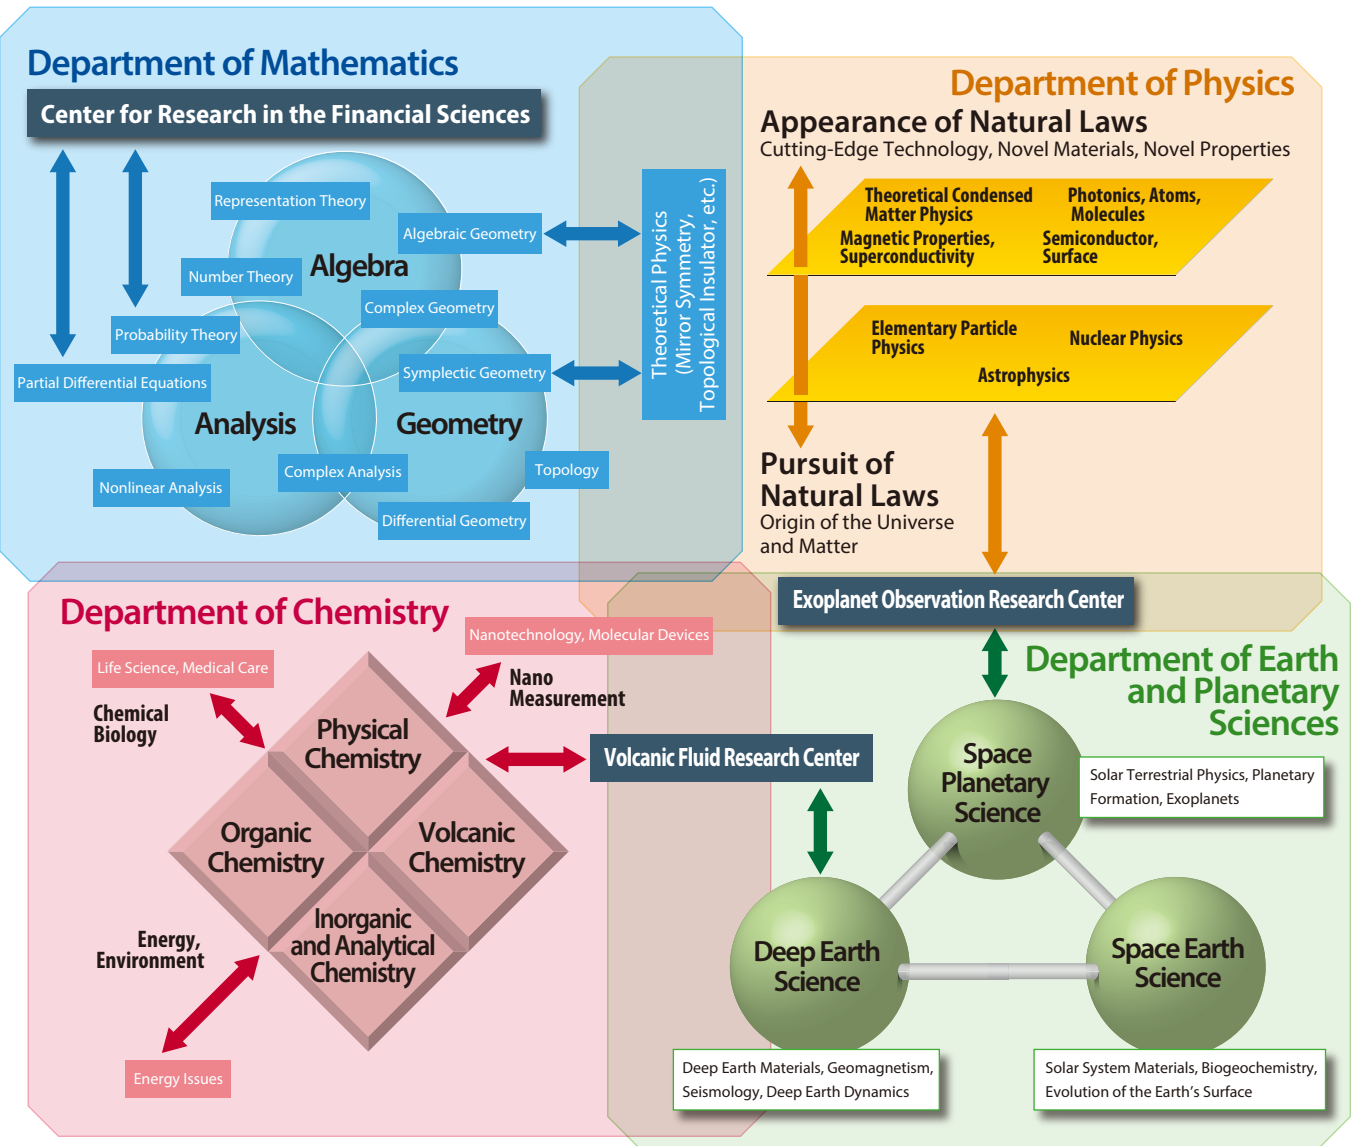 Department of Mathematics
Center for Research in the Financial Sciences
Representation Theory
Algebraic Geometry
Algebra
Number Theory
Complex Geometry
Probability Theory
Symplectic Geometry
Partial Differential Equations
Analysis
Geometry
Complex Analysis
Topology
Nonlinear Analysis
Differential Geometry
Theoretical Physics
(Mirror Symmetry,
Topological Insulator, etc.)
Department of Physics
Appearance of Natural Laws
Cutting-Edge Technology, Novel Materials, Novel Properties
Theoretical Condensed
Matter Physics
Photonics, Atoms,
Molecules
Magnetic Properties,
Superconductivity
Semiconductor,
Surface
Elementary Particle
Physics
Nuclear Physics
Astrophysics
Pursuit of
Natural Laws
Origin of the Universe
and Matter
Exoplanet Observation Research Center
Department of Chemistry
Nanotechnology, Molecular Devices
Life Science, Medical Care
Nano
Measurement
Chemical
Biology
Physical
Chemistry
Organic
Chemistry
Volcanic
Chemistry
Inorganic
and Analytical
Chemistry
Energy,
Environment
Energy Issues
Volcanic Fluid Research Center
Department of Earth
and Planetary
Sciences
Space
Planetary
Science
Solar Terrestrial Physics, Planetary
Formation, Exoplanets
Deep Earth
Science
Space Earth
Science
Deep Earth Materials, Geomagnetism,
Seismology, Deep Earth Dynamics
Solar System Materials, Biogeochemistry,
Evolution of the Earth's Surface